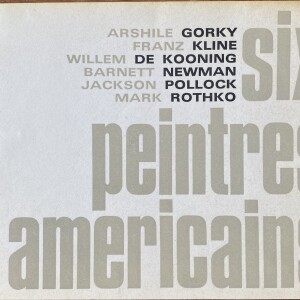 ARSHILE GORKY
FRANZ KLINE
WILLEM DE KOONING
BARNETT NEWMAN
JACKSON POLLOCK
MARK ROTHKO
six
peintres
americains